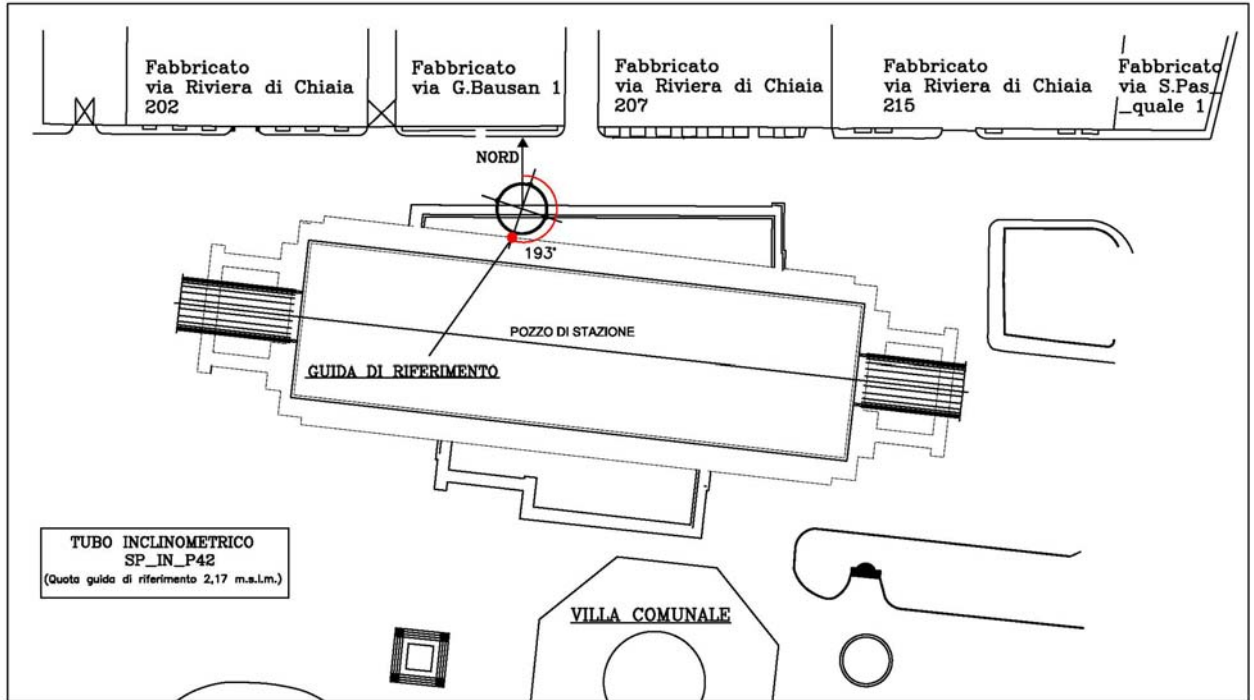 Fabbricato
via Riviera di Chiaia
202
Fabbricato
via G.Bausan 1
Fabbricato
via Riviera di Chiaia
207
Fabbricato
via Riviera di Chiaia
215
Fabbricato
via S.Pas_
_quale 1
NORD
193°
POZZO DI STAZIONE
GUIDA DI RIFERIMENTO
TUBO INCLINOMETRICO
SP_IN_P42
(Quota guida di riferimento 2,17 m.s.l.m.)
VILLA COMUNALE